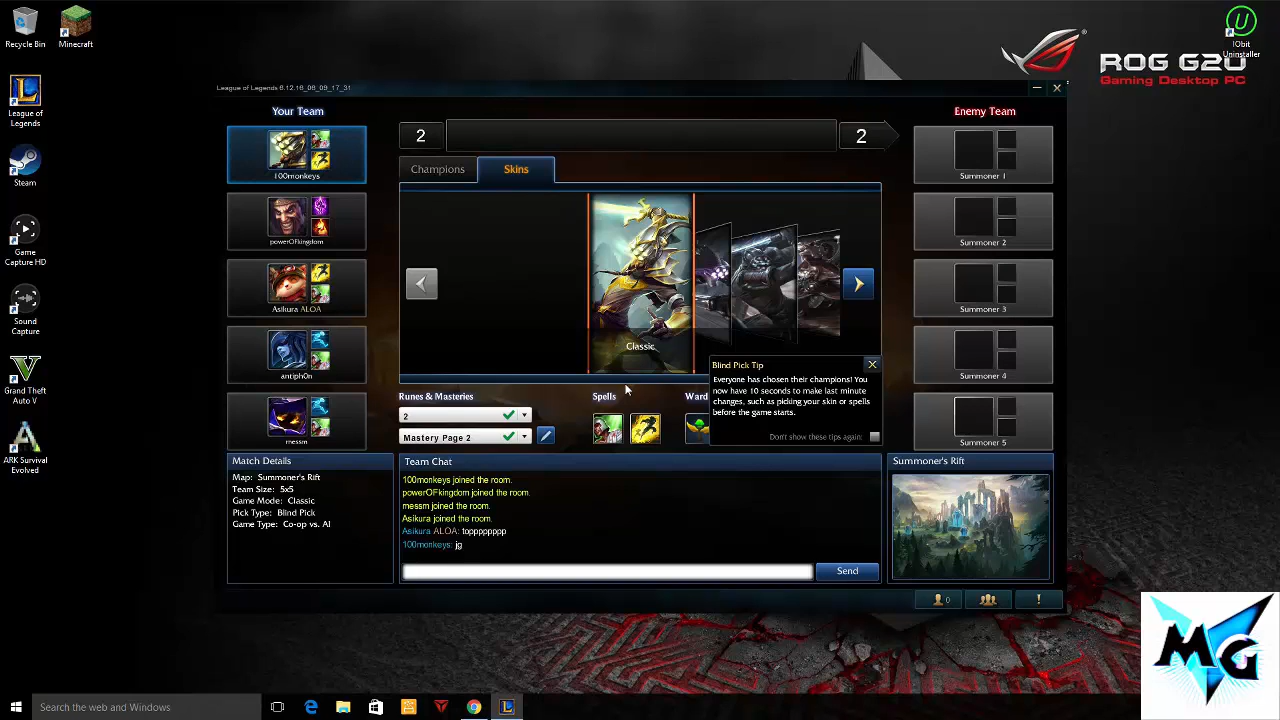 Recycle Bin
Minecraft
League of
Legends
Steam
Game
Capture HD
Sound
Capture
Grand Theft
Auto V
ARK Survival
Evolved
IObit
Uninstaller
ROG G20
Gaming Desktop PC
League of Legends 6.12.16_06_09_17_31
Your Team
Enemy Team
2
2
Champions
Skins
100monkeys
powerOFkingdom
Asikura ALOA
antiph0n
messm
Summoner 1
Summoner 2
Summoner 3
Summoner 4
Summoner 5
Classic
Blind Pick Tip
Everyone has chosen their champions! You
now have 10 seconds to make last minute
changes, such as picking your skin or spells
before the game starts.
Don't show these tips again:
Runes & Masteries
Spells
Ward
2
Mastery Page 2
Match Details
Map: Summoner's Rift
Team Size: 5x5
Game Mode: Classic
Pick Type: Blind Pick
Game Type: Co-op vs. AI
Team Chat
100monkeys joined the room.
powerOFkingdom joined the room.
messm joined the room.
Asikura joined the room.
Asikura ALOA: topppppppp
100monkeys: jg
Send
Summoner's Rift
0
MG
Search the web and Windows